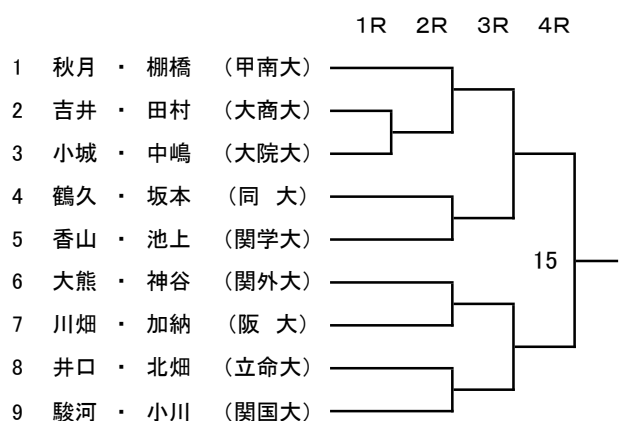 １Ｒ ２Ｒ ３Ｒ ４Ｒ
1 秋月 ・ 棚橋 （甲南大）
2 吉井 ・ 田村 （大商大）
3 小城 ・ 中嶋 （大院大）
4 鶴久 ・ 坂本 （同　大）
5 香山 ・ 池上 （関学大）
15
6 大熊 ・ 神谷 （関外大）
7 川畑 ・ 加納 （阪　大）
8 井口 ・ 北畑 （立命大）
9 駿河 ・ 小川 （関国大）